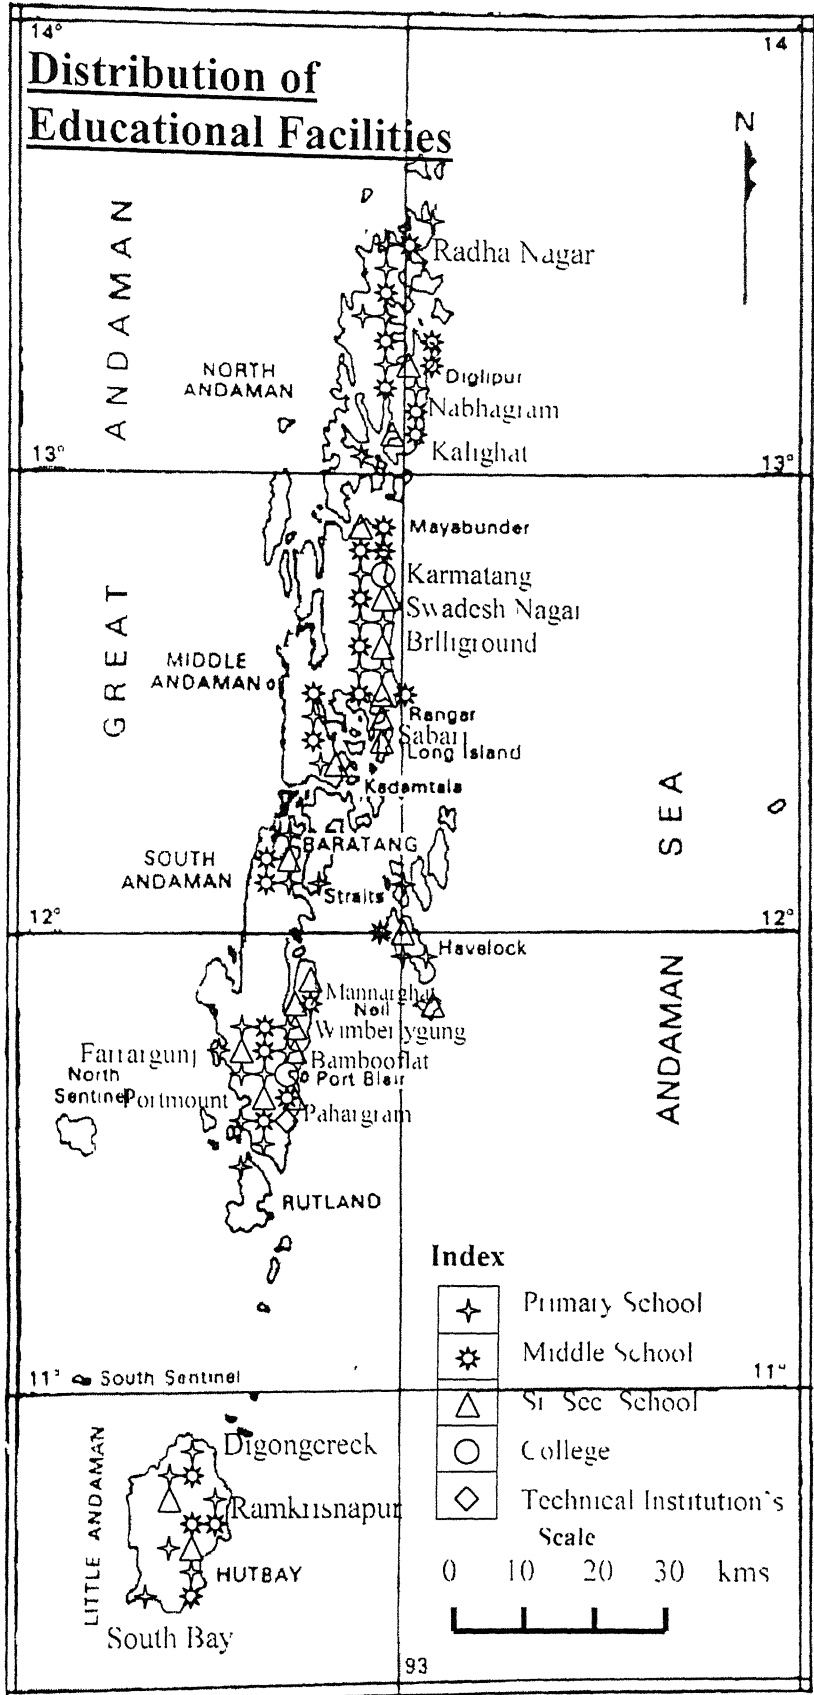 14°
14
Distribution of
Educational Facilities
N
Radha Nagar
GREAT ANDAMAN
NORTH
ANDAMAN
Diglipur
Nabhagram
Kalighat
13°
13°
Mayabunder
Karmatang
Swadesh Nagar
Brlliground
MIDDLE
ANDAMAN
Rangar
Sabari
Long Island
Kadamtala
BARATANG
SOUTH
ANDAMAN
Straits
ANDAMAN SEA
12°
12°
Havelock
Mannarghat
Neil
Wimberlygung
Farrargunj
Bambooflat
North
Sentinel
Port Blair
Portmount
Pahargram
RUTLAND
Index
Primary School
Middle School
Sr Sec School
College
Technical Institution's
11°
South Sentinel
11°
LITTLE ANDAMAN
Digongcreck
Ramkrisnapur
HUTBAY
South Bay
Scale
0 10 20 30 kms
93